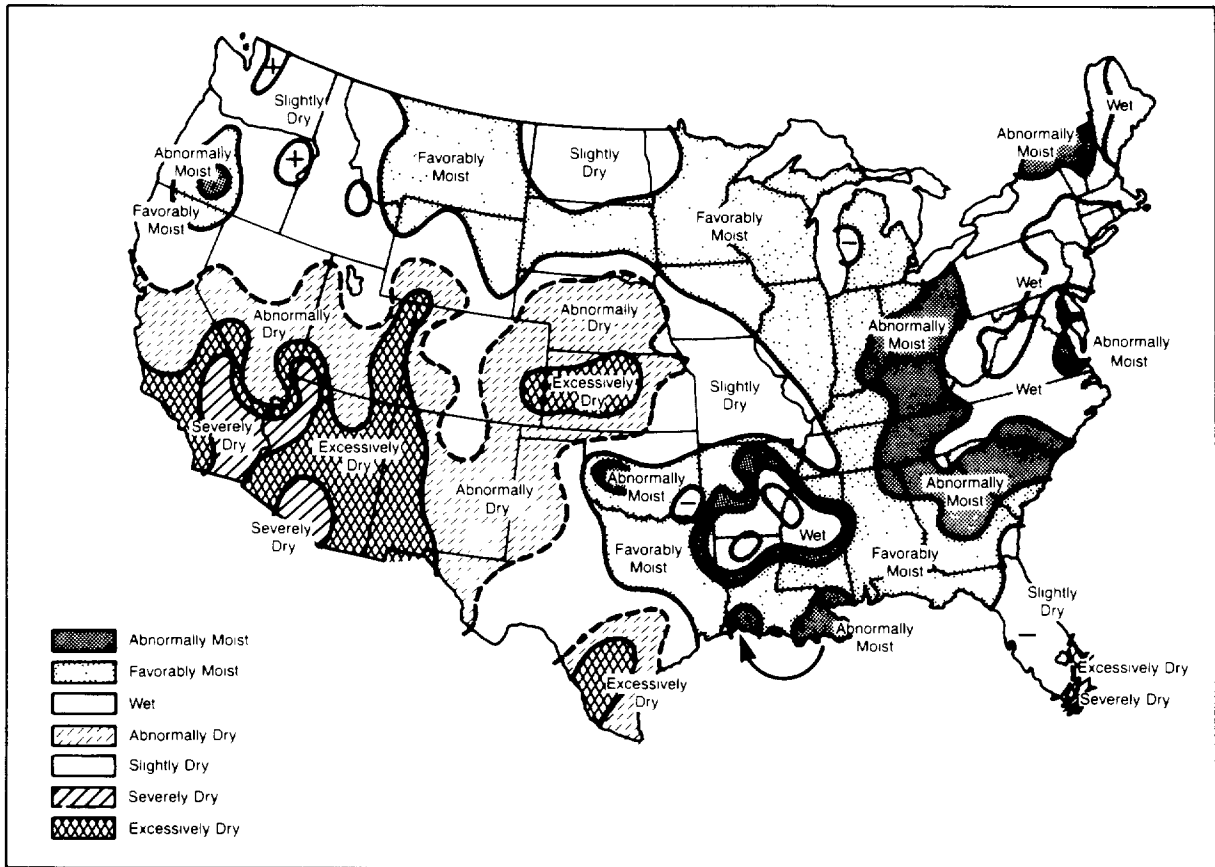 Slightly
Dry
+
Abnormally
Moist
+
Favorably
Moist
Favorably
Moist
Slightly
Dry
Favorably
Moist
–
Wet
Abnormally
Moist
Wet
Abnormally
Dry
Abnormally
Dry
Excessively
Dry
Slightly
Dry
Abnormally
Moist
Abnormally
Moist
Wet
Severely
Dry
Excessively
Dry
Severely
Dry
Abnormally
Dry
Abnormally
Moist
–
–
Wet
Favorably
Moist
Abnormally
Moist
Favorably
Moist
Abnormally
Moist
Excessively
Dry
Slightly
Dry
–
Excessively Dry
Severely Dry
Abnormally Moist
Favorably Moist
Wet
Abnormally Dry
Slightly Dry
Severely Dry
Excessively Dry